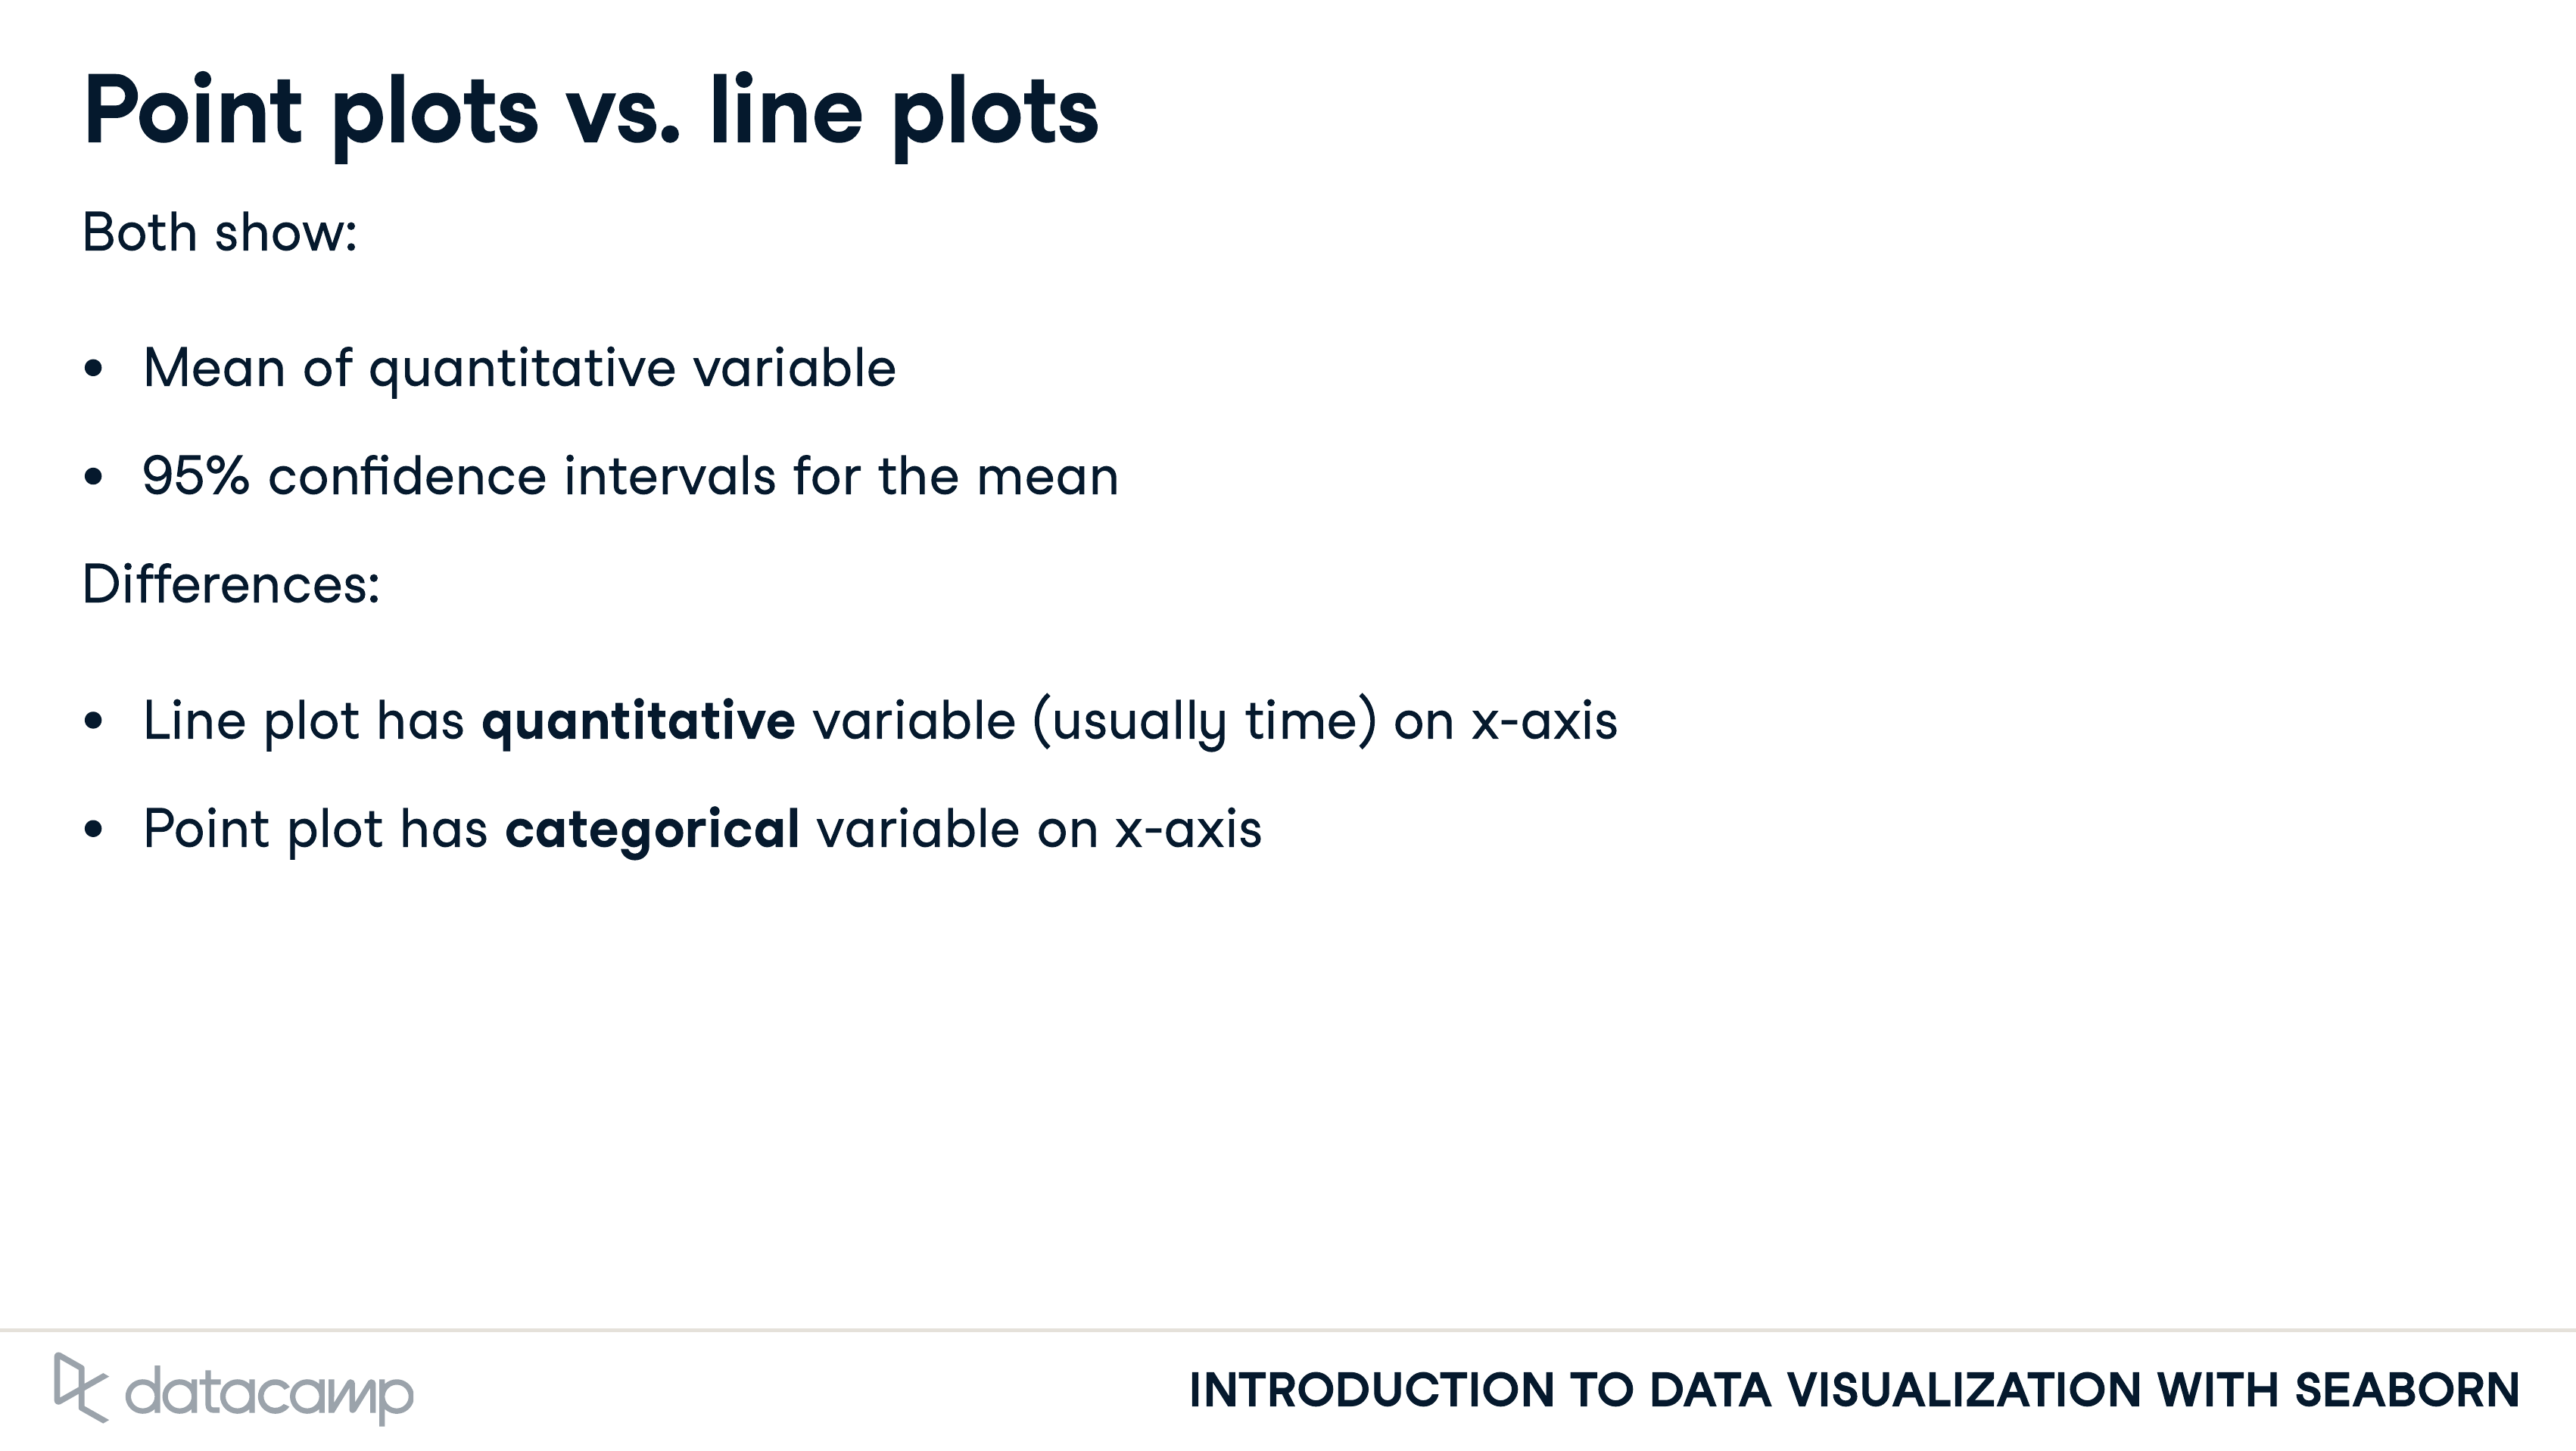 Point plots vs. line plots
Both show:
• Mean of quantitative variable
• 95% confidence intervals for the mean
Differences:
• Line plot has quantitative variable (usually time) on x-axis
• Point plot has categorical variable on x-axis
datacamp
INTRODUCTION TO DATA VISUALIZATION WITH SEABORN